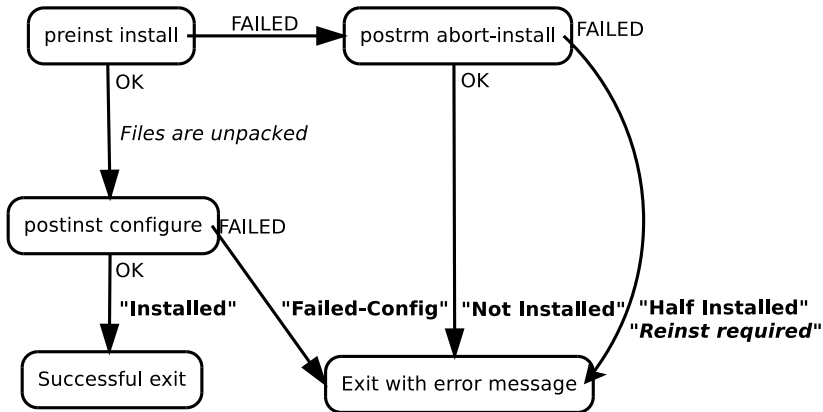 preinst install
FAILED
postrm abort-install
FAILED
OK
OK
Files are unpacked
postinst configure
FAILED
OK
"Installed"
"Failed-Config"
"Not Installed"
"Half Installed"
"Reinst required"
Successful exit
Exit with error message